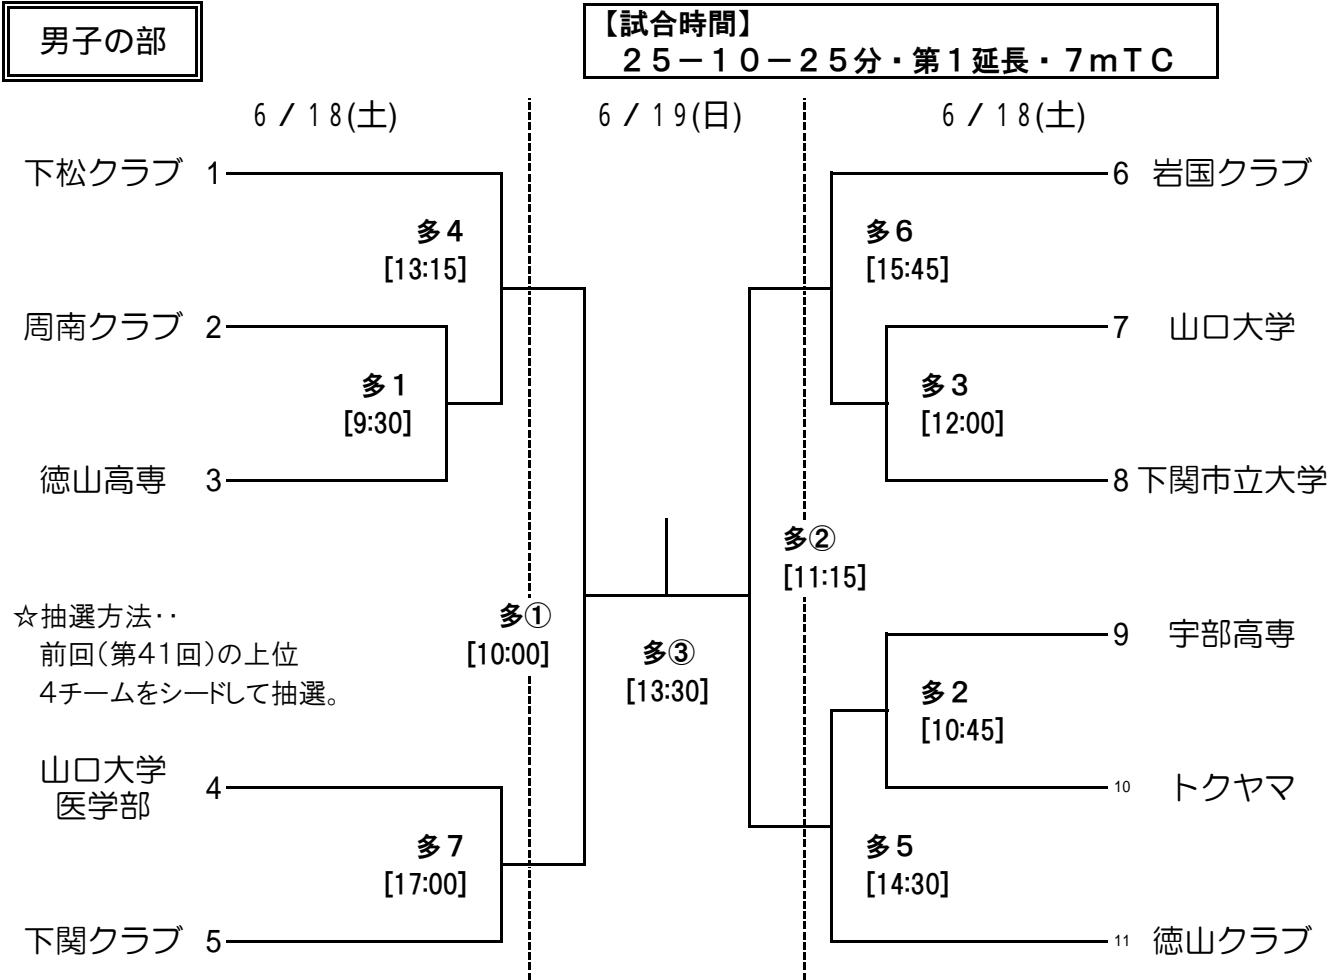 男子の部
【試合時間】
２５－１０－２５分・第１延長・７ｍＴＣ
6 / 18(土)
6 / 19(日)
6 / 18(土)
下松クラブ 1
6 岩国クラブ
多４
[13:15]
多６
[15:45]
周南クラブ 2
7 山口大学
多１
[9:30]
多３
[12:00]
徳山高専 3
8 下関市立大学
多②
[11:15]
☆抽選方法‥
前回(第41回)の上位
4チームをシードして抽選。
多①
[10:00]
多③
[13:30]
9 宇部高専
多２
[10:45]
山口大学
医学部
4
10 トクヤマ
多７
[17:00]
多５
[14:30]
下関クラブ 5
11 徳山クラブ